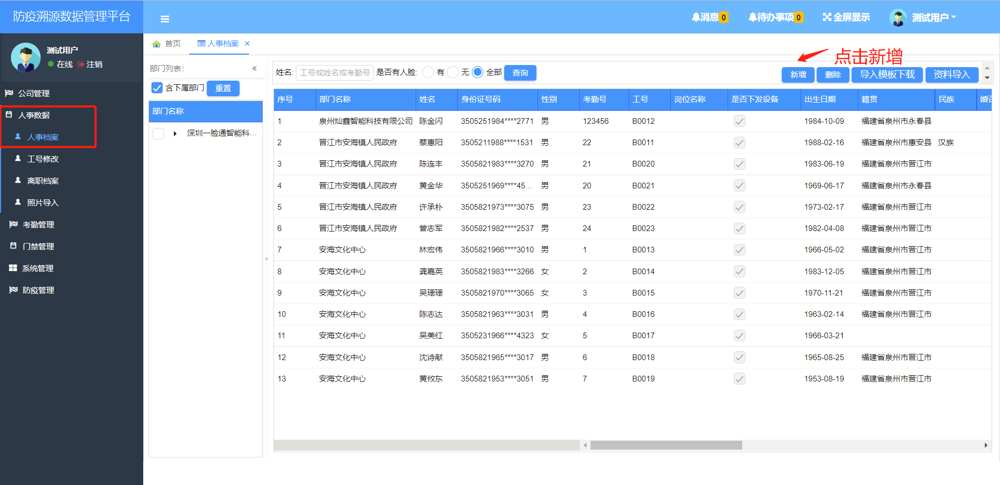 防疫溯源数据管理平台
消息 0
待办事项 0
全屏显示
测试用户
测试用户
在线 注销
公司管理
人事数据
人事档案
工号修改
离职档案
照片导入
考勤管理
门禁管理
系统管理
防疫管理
首页
人事档案 ×
部门列表: «
含下属部门 重置
部门名称
深圳一脸通智能科...
点击新增
姓名: 工号或姓名或考勤号 是否有人脸: 有 无 全部 查询
新增 删除 导入模板下载 资料导入
序号 部门名称 姓名 身份证号码 性别 考勤号 工号 岗位名称 是否下发设备 出生日期 籍贯 民族
1 泉州灿鑫智能科技有限公司 陈金闪 3505251984****2771 男 123456 B0012 1984-10-09 福建省泉州市永春县
2 晋江市安海镇人民政府 蔡惠阳 3505211988****1531 男 22 B0011 1988-02-16 福建省泉州市惠安县 汉族
3 晋江市安海镇人民政府 陈连丰 3505821983****3270 男 21 B0020 1983-06-19 福建省泉州市晋江市
4 晋江市安海镇人民政府 黄金华 3505251969****45... 男 20 B0021 1969-06-17 福建省泉州市永春县
5 晋江市安海镇人民政府 许承朴 3505821973****3075 男 23 B0022 1973-02-17 福建省泉州市晋江市
6 晋江市安海镇人民政府 曾志军 3505821982****2537 男 24 B0023 1982-04-08 福建省泉州市晋江市
7 安海文化中心 林宏伟 3505821966****3010 男 1 B0013 1966-05-02 福建省泉州市晋江市
8 安海文化中心 龚嘉英 3505821983****3266 女 2 B0014 1983-12-05 福建省泉州市晋江市
9 安海文化中心 吴珊珊 3505821970****3065 女 3 B0015 1970-11-21 福建省泉州市晋江市
10 安海文化中心 陈志达 3505821963****3031 男 4 B0016 1963-02-14 福建省泉州市晋江市
11 安海文化中心 吴美红 3505231966****4323 女 5 B0017 1966-03-21
12 安海文化中心 沈诗献 3505821965****3017 男 6 B0018 1965-08-25 福建省泉州市晋江市
13 安海文化中心 黄攸东 3505821953****3051 男 7 B0019 1953-08-19 福建省泉州市晋江市